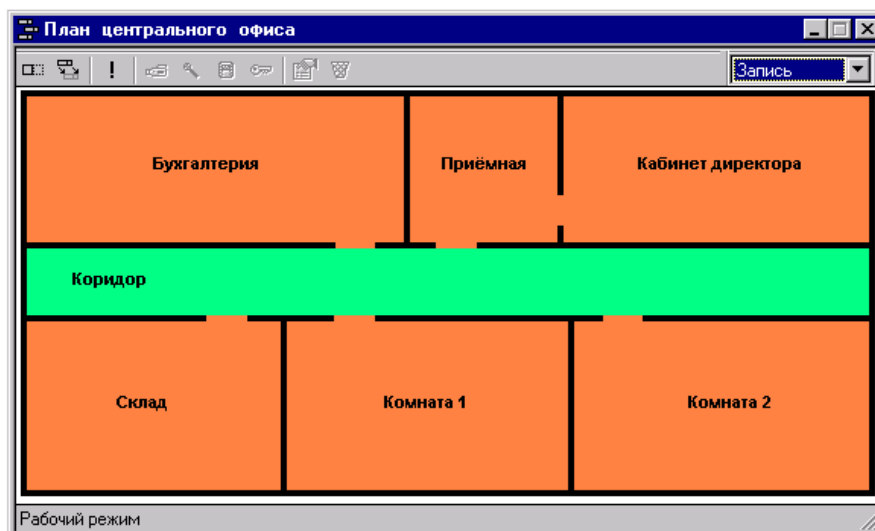 План центрального офиса
Запись
Бухгалтерия
Приёмная
Кабинет директора
Коридор
Склад
Комната 1
Комната 2
Рабочий режим